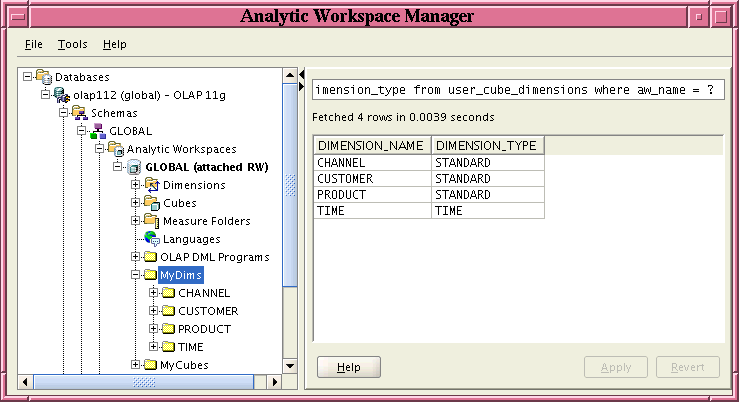 Analytic Workspace Manager
File Tools Help
Databases
olap112 (global) - OLAP 11g
Schemas
GLOBAL
Analytic Workspaces
GLOBAL (attached RW)
Dimensions
Cubes
Measure Folders
Languages
OLAP DML Programs
MyDims
CHANNEL
CUSTOMER
PRODUCT
TIME
MyCubes
imension_type from user_cube_dimensions where aw_name = ?
Fetched 4 rows in 0.0039 seconds
DIMENSION_NAME DIMENSION_TYPE
CHANNEL STANDARD
CUSTOMER STANDARD
PRODUCT STANDARD
TIME TIME
Help Apply Revert